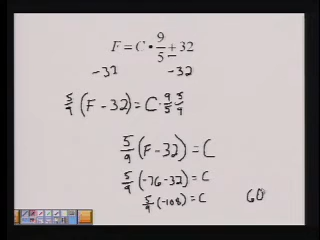 F = C • 9/5 + 32
-32 -32
5/9 (F - 32) = C • 9/5 • 5/9
5/9 (F - 32) = C
5/9 (-76 - 32) = C
5/9 (-108) = C
60